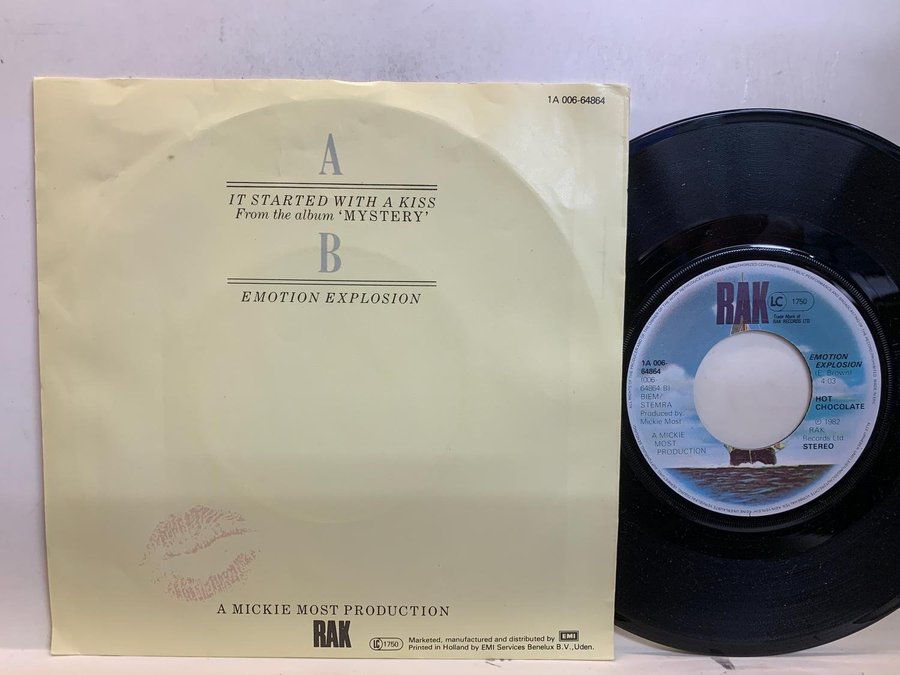 1A 006-64864
A
IT STARTED WITH A KISS
From the album 'MYSTERY'
B
EMOTION EXPLOSION
A MICKIE MOST PRODUCTION
RAK
LC 1750
Marketed, manufactured and distributed by EMI
Printed in Holland by EMI Services Benelux B.V., Uden.
RAK
LC 1750
Trade Mark of
RAK RECORDS LTD
1A 006-
64864
(006-
64864-B)
BIEM/
STEMRA
Produced by
Mickie Most
A MICKIE
MOST
PRODUCTION
EMOTION
EXPLOSION
(E. Brown)
4:03
HOT
CHOCOLATE
℗ 1982
RAK
Records Ltd.
STEREO